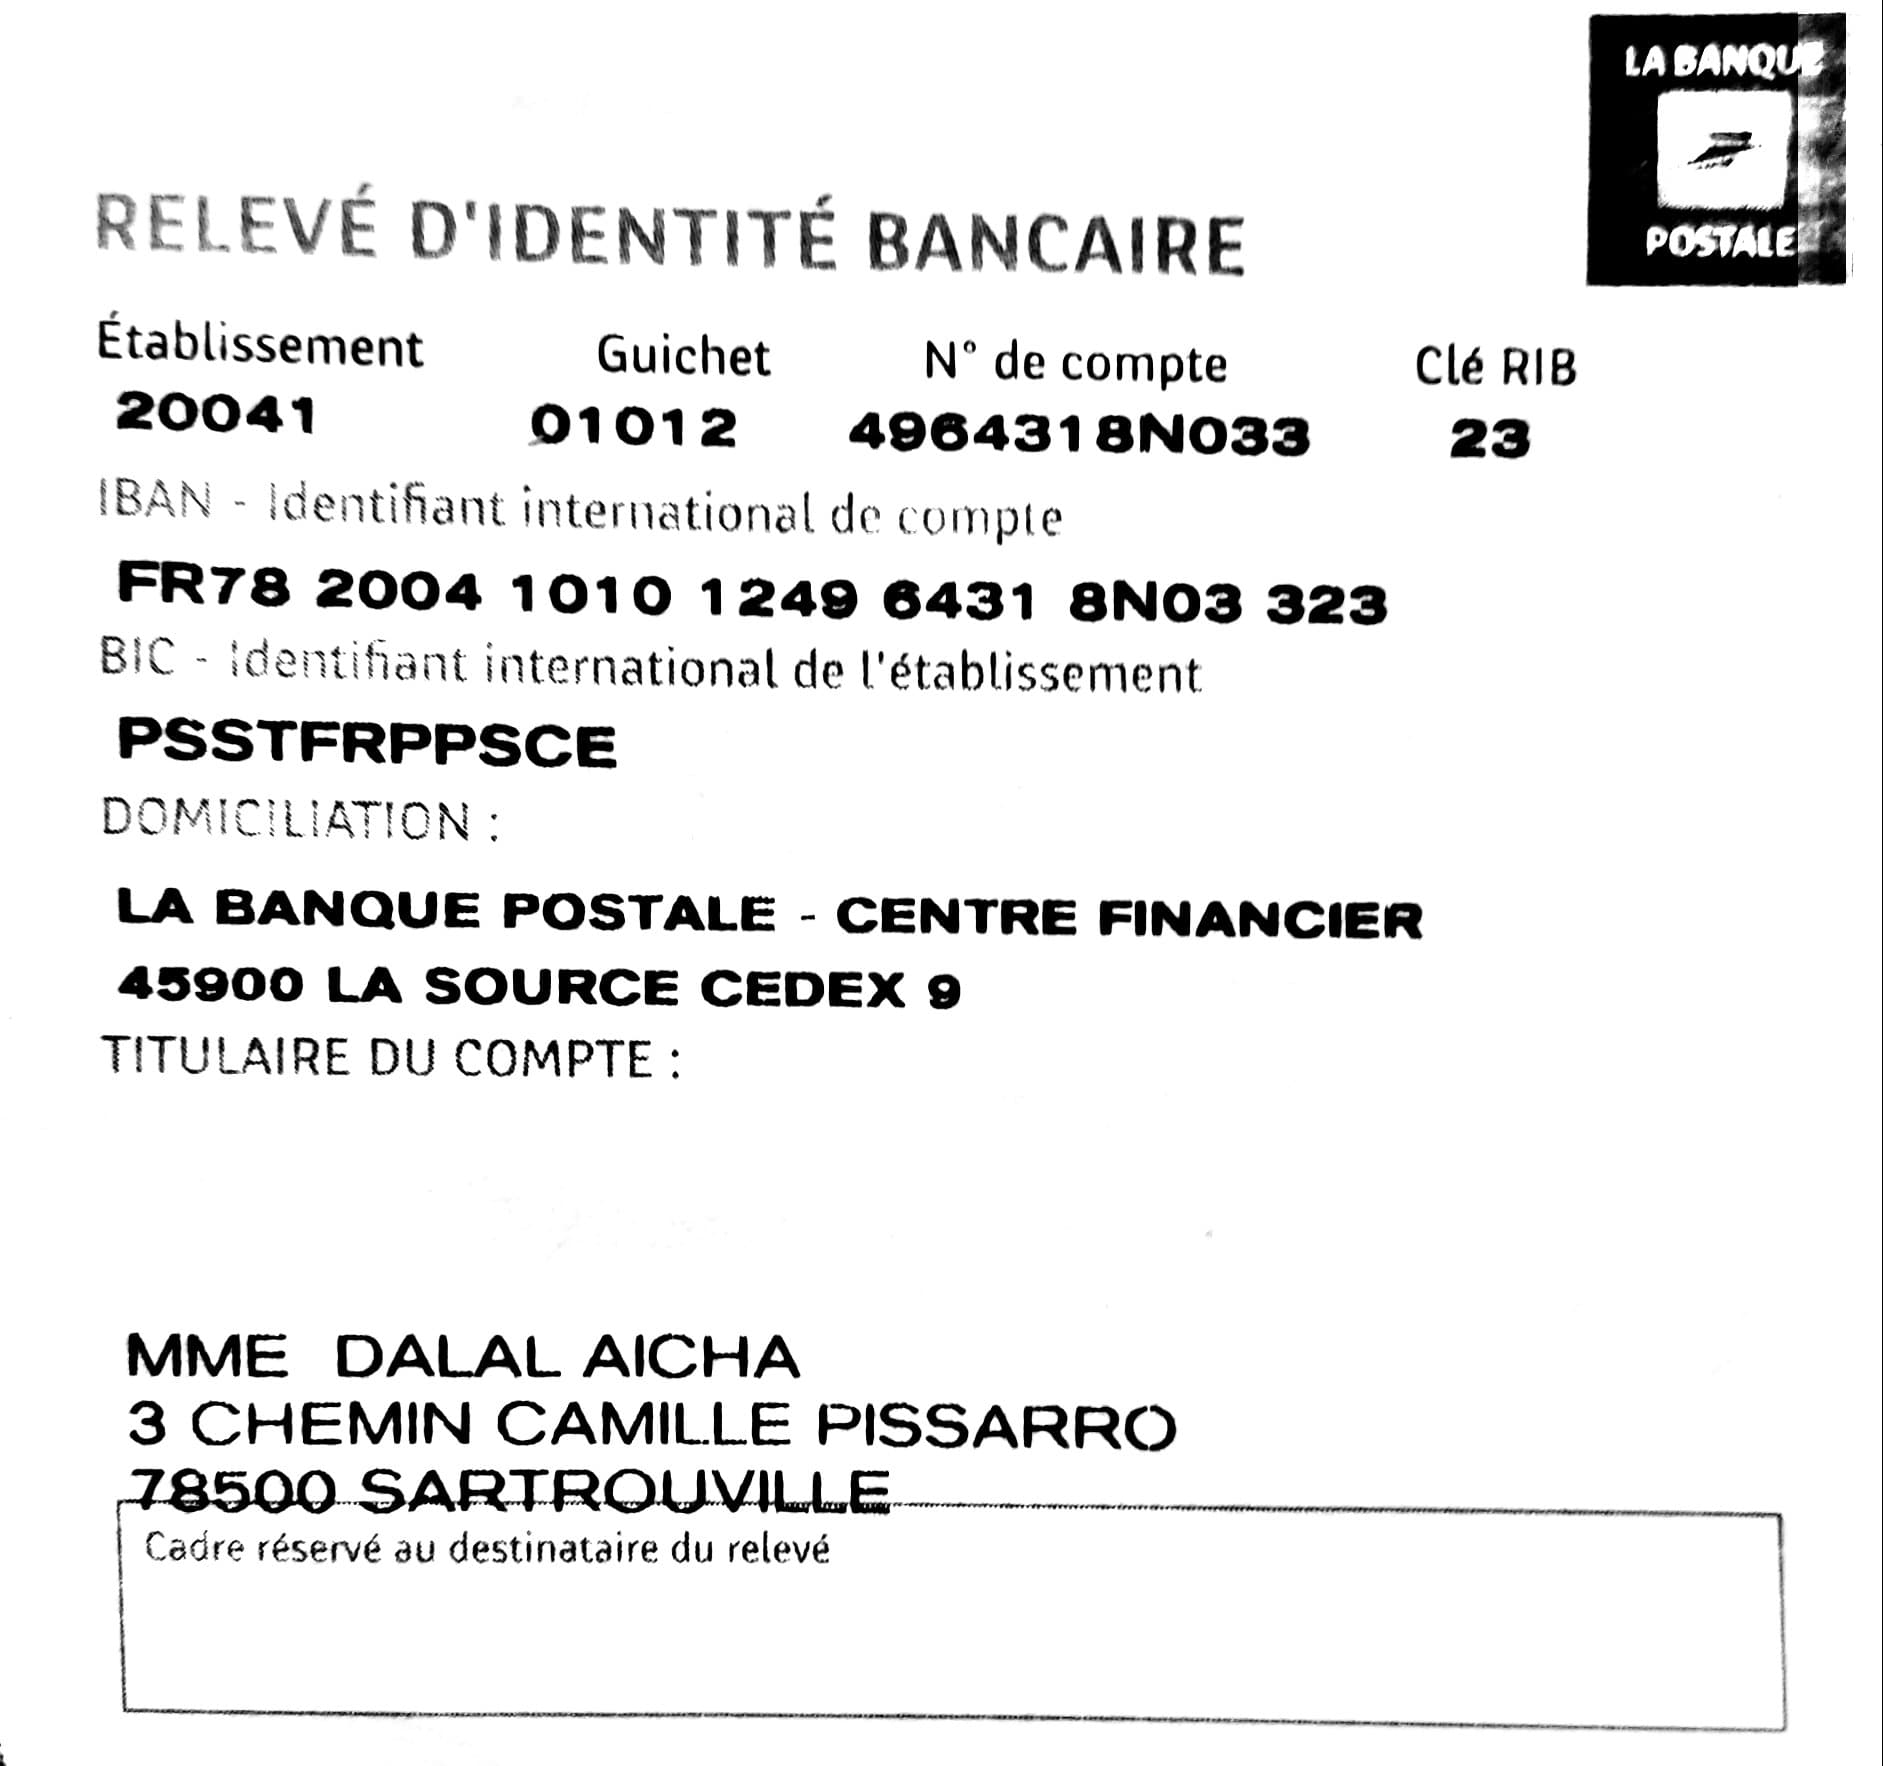 LA BANQUE
POSTALE
RELEVÉ D'IDENTITÉ BANCAIRE
Établissement Guichet N° de compte Clé RIB
20041 01012 4964318N033 23
IBAN - Identifiant international de compte
FR78 2004 1010 1249 6431 8N03 323
BIC - Identifiant international de l'établissement
PSSTFRPPSCE
DOMICILIATION :
LA BANQUE POSTALE - CENTRE FINANCIER
45900 LA SOURCE CEDEX 9
TITULAIRE DU COMPTE :
MME DALAL AICHA
3 CHEMIN CAMILLE PISSARRO
78500 SARTROUVILLE
Cadre réservé au destinataire du relevé